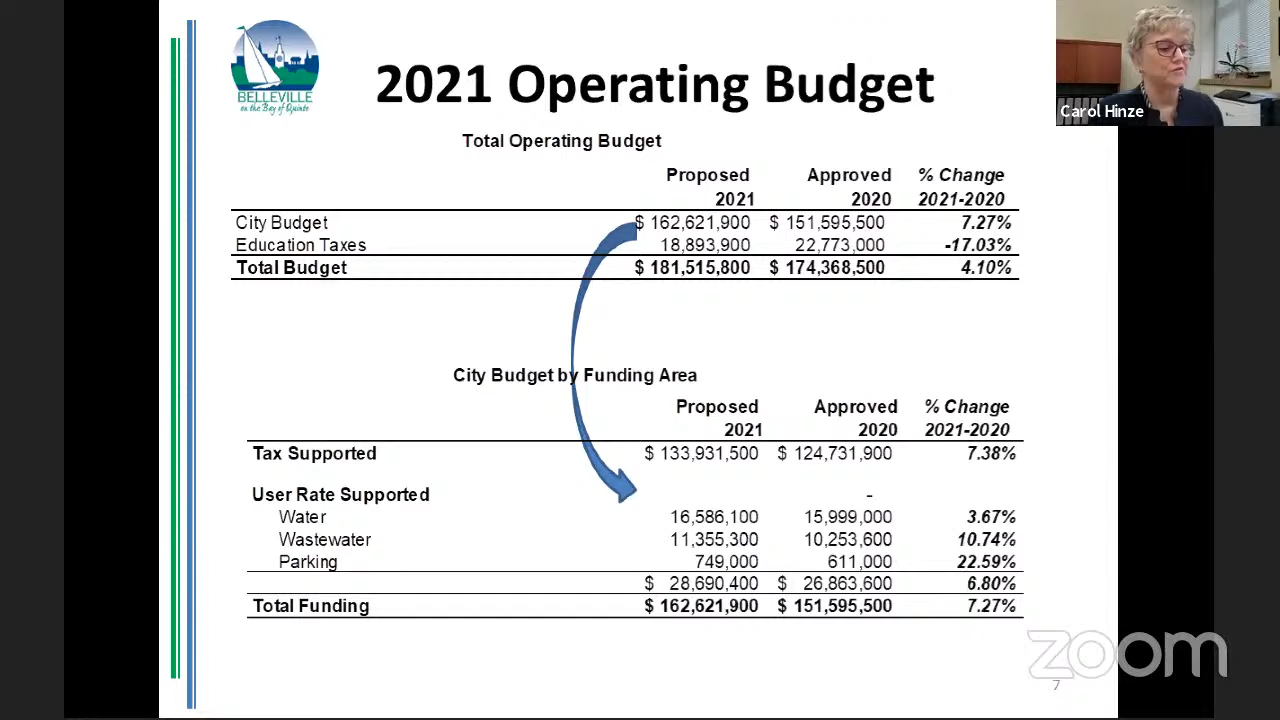 BELLEVILLE
on the Bay of Quinte
2021 Operating Budget
Carol Hinze
Total Operating Budget
Proposed Approved % Change
2021 2020 2021-2020
City Budget $ 162,621,900 $ 151,595,500 7.27%
Education Taxes 18,893,900 22,773,000 -17.03%
Total Budget $ 181,515,800 $ 174,368,500 4.10%
City Budget by Funding Area
Proposed Approved % Change
2021 2020 2021-2020
Tax Supported $ 133,931,500 $ 124,731,900 7.38%
User Rate Supported -
Water 16,586,100 15,999,000 3.67%
Wastewater 11,355,300 10,253,600 10.74%
Parking 749,000 611,000 22.59%
$ 28,690,400 $ 26,863,600 6.80%
Total Funding $ 162,621,900 $ 151,595,500 7.27%
zoom
7